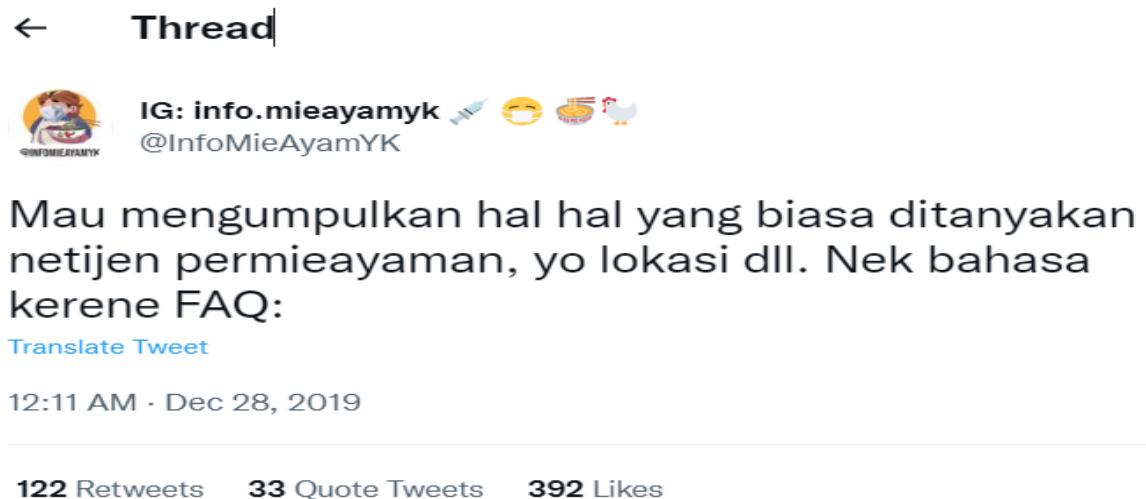 ← Thread
IG: info.mieayamyk 💉 😷 🍜🐔
@InfoMieAyamYK
@INFOMIEAYAMYK
Mau mengumpulkan hal hal yang biasa ditanyakan
netijen permieayaman, yo lokasi dll. Nek bahasa
kerene FAQ:
Translate Tweet
12:11 AM · Dec 28, 2019
122 Retweets 33 Quote Tweets 392 Likes